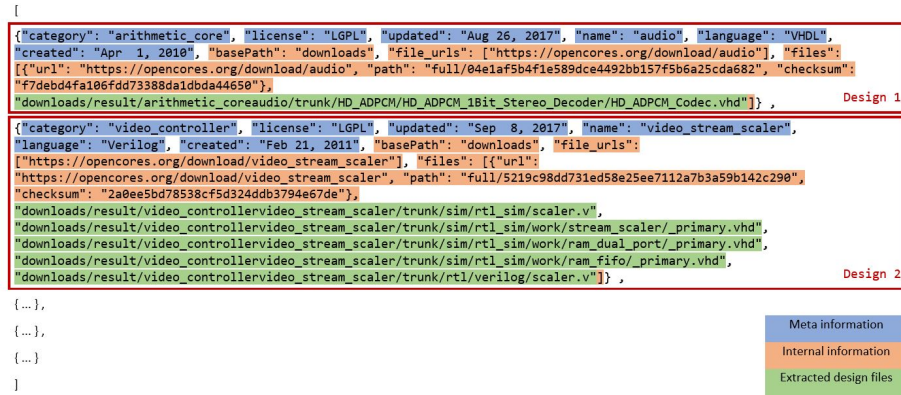 [
{"category": "arithmetic_core", "license": "LGPL", "updated": "Aug 26, 2017", "name": "audio", "language": "VHDL",
"created": "Apr  1, 2010", "basePath": "downloads", "file_urls": ["https://opencores.org/download/audio"], "files":
[{"url": "https://opencores.org/download/audio", "path": "full/04e1af5b4f1e589dce4492bb157f5b6a25cda682", "checksum":
"f7debd4fa106fdd73388da1dbda44650"},
"downloads/result/arithmetic_coreaudio/trunk/HD_ADPCM/HD_ADPCM_1Bit_Stereo_Decoder/HD_ADPCM_Codec.vhd"]} ,
Design 1
{"category": "video_controller", "license": "LGPL", "updated": "Sep  8, 2017", "name": "video_stream_scaler",
"language": "Verilog", "created": "Feb 21, 2011", "basePath": "downloads", "file_urls":
["https://opencores.org/download/video_stream_scaler"], "files": [{"url":
"https://opencores.org/download/video_stream_scaler", "path": "full/5219c98dd731ed58e25ee7112a7b3a59b142c290",
"checksum": "2a0ee5bd78538cf5d324ddb3794e67de"},
"downloads/result/video_controllervideo_stream_scaler/trunk/sim/rtl_sim/scaler.v",
"downloads/result/video_controllervideo_stream_scaler/trunk/sim/rtl_sim/work/stream_scaler/_primary.vhd",
"downloads/result/video_controllervideo_stream_scaler/trunk/sim/rtl_sim/work/ram_dual_port/_primary.vhd",
"downloads/result/video_controllervideo_stream_scaler/trunk/sim/rtl_sim/work/ram_fifo/_primary.vhd",
"downloads/result/video_controllervideo_stream_scaler/trunk/rtl/verilog/scaler.v"]} ,
Design 2
{ ... },
{ ... },
{ ... }
]
Meta information
Internal information
Extracted design files